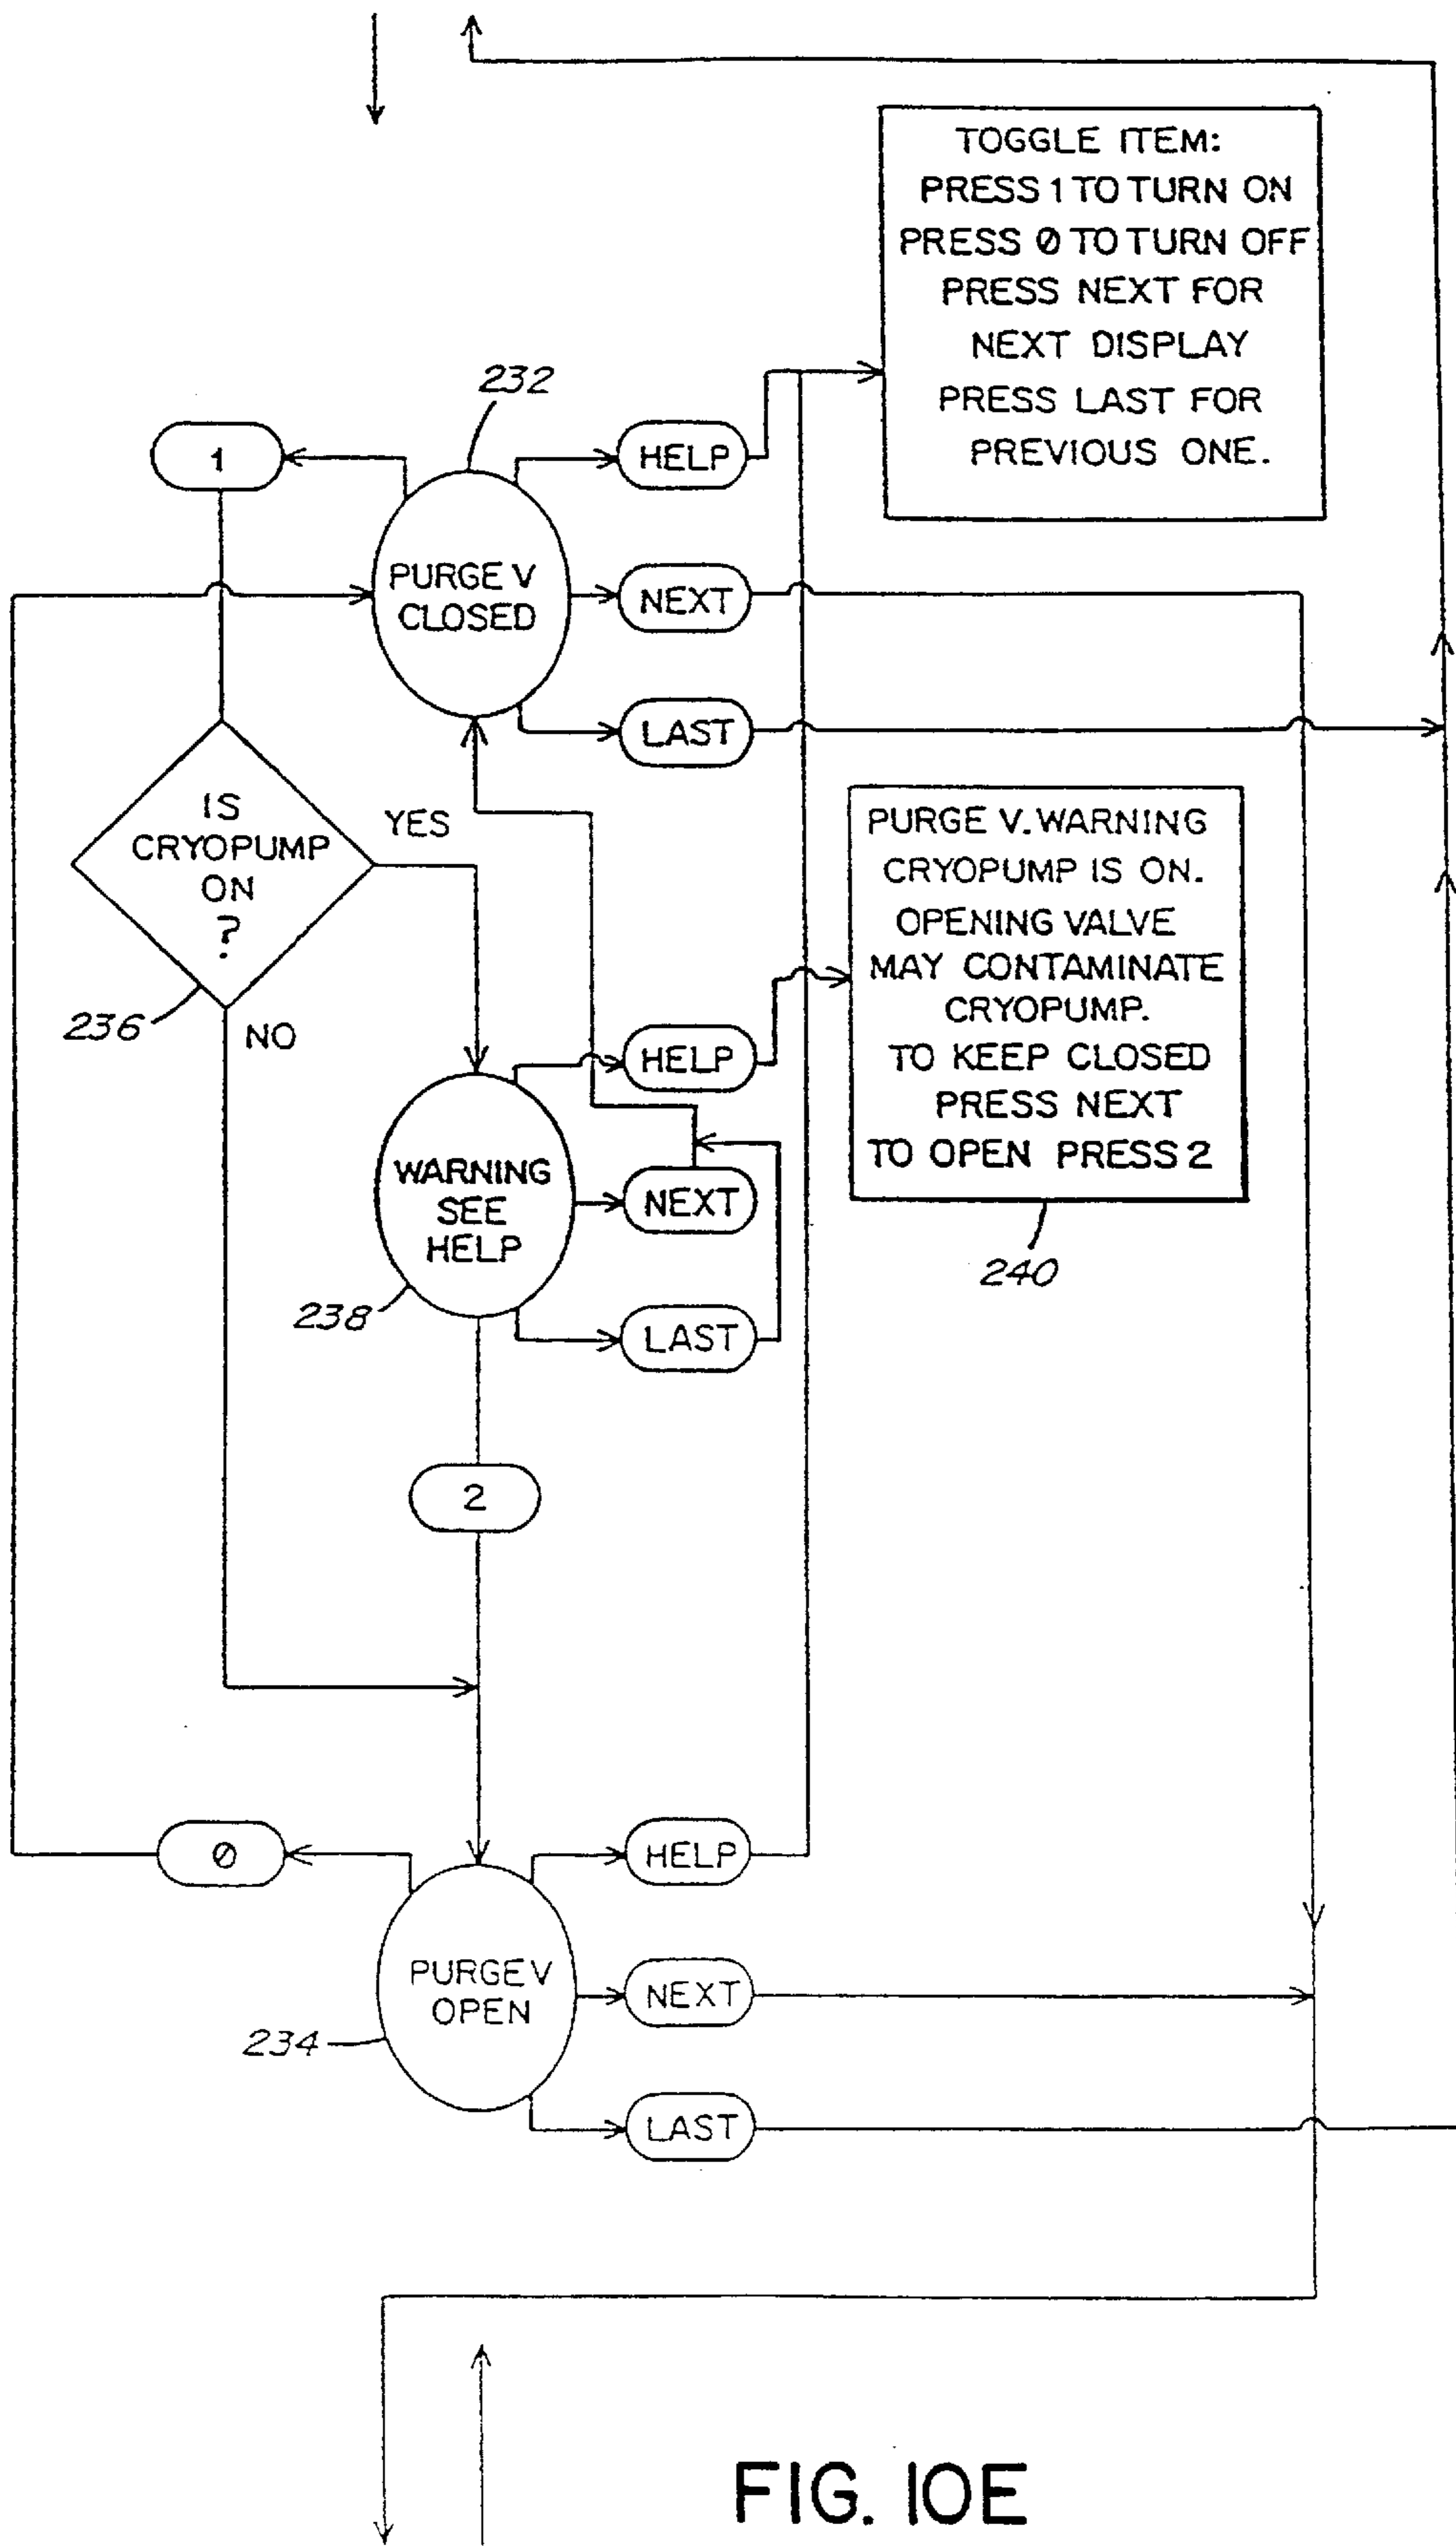 TOGGLE ITEM:
PRESS 1 TO TURN ON
PRESS 0 TO TURN OFF
PRESS NEXT FOR
NEXT DISPLAY
PRESS LAST FOR
PREVIOUS ONE.
232
1
HELP
PURGE V
CLOSED
NEXT
LAST
IS
CRYOPUMP
ON
?
YES
236
NO
PURGE V. WARNING
CRYOPUMP IS ON.
OPENING VALVE
MAY CONTAMINATE
CRYOPUMP.
TO KEEP CLOSED
PRESS NEXT
TO OPEN PRESS 2
240
HELP
WARNING
SEE
HELP
NEXT
238
LAST
2
0
HELP
PURGE V
OPEN
NEXT
234
LAST
FIG. 10E